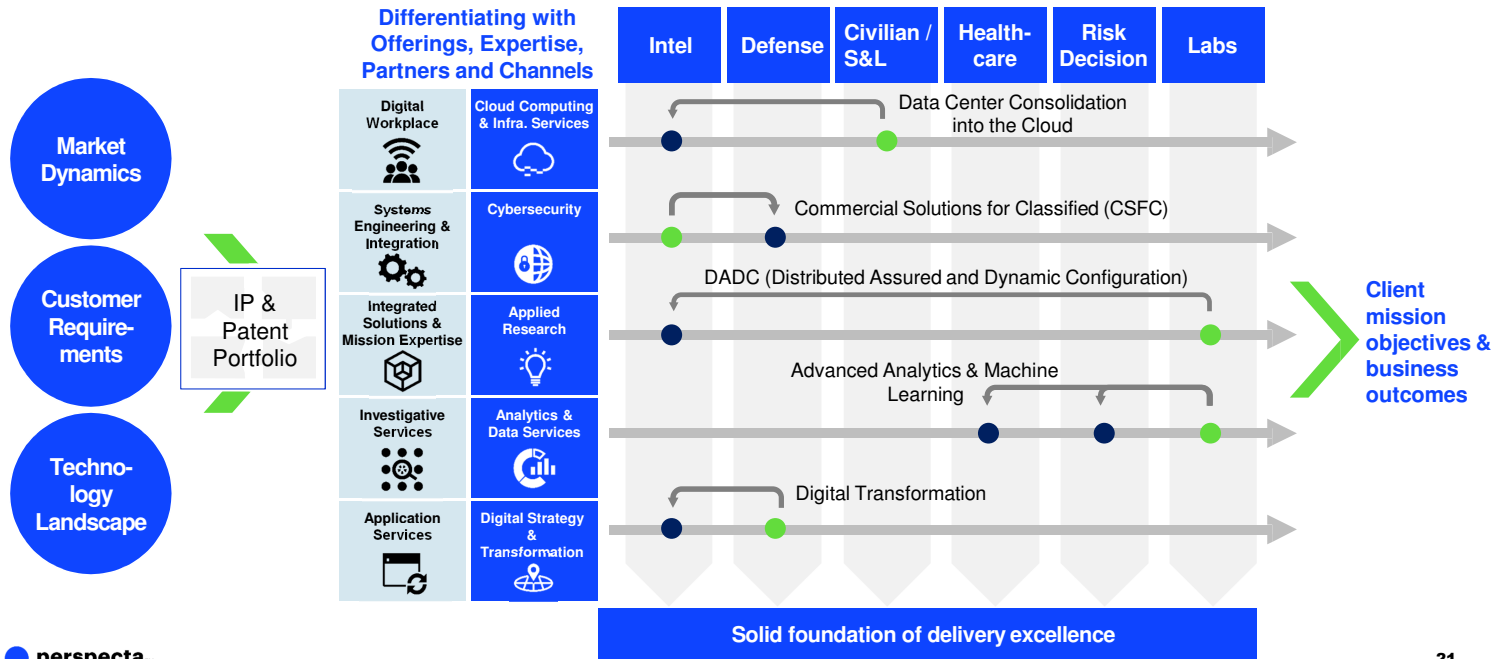 Differentiating with
Offerings, Expertise,
Partners and Channels
Intel
Defense
Civilian /
S&L
Health-
care
Risk
Decision
Labs
Market
Dynamics
Customer
Require-
ments
Techno-
logy
Landscape
IP &
Patent
Portfolio
Digital
Workplace
Cloud Computing
& Infra. Services
Systems
Engineering &
Integration
Cybersecurity
Integrated
Solutions &
Mission Expertise
Applied
Research
Investigative
Services
Analytics &
Data Services
Application
Services
Digital Strategy
&
Transformation
Data Center Consolidation
into the Cloud
Commercial Solutions for Classified (CSFC)
DADC (Distributed Assured and Dynamic Configuration)
Advanced Analytics & Machine
Learning
Digital Transformation
Client
mission
objectives &
business
outcomes
Solid foundation of delivery excellence
perspecta
21